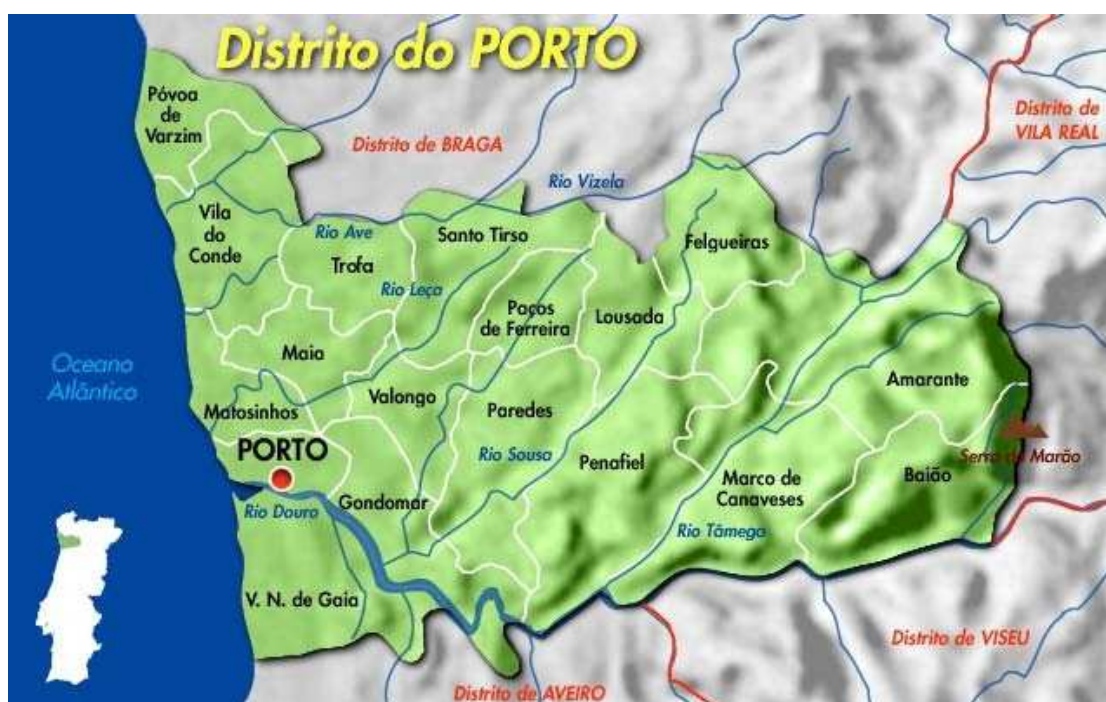 Distrito do PORTO
Póvoa
de
Varzim
Distrito de
VILA REAL
Distrito de BRAGA
Rio Vizela
Vila
do
Conde
Rio Ave
Santo Tirso
Felgueiras
Trofa
Rio Leça
Paços
de Ferreira
Lousada
Maia
Oceano
Atlântico
Amarante
Matosinhos
Valongo
Paredes
PORTO
Rio Sousa
Penafiel
Serra do Marão
Marco de
Canaveses
Baião
Gondomar
Rio Douro
Rio Tâmega
V. N. de Gaia
Distrito de VISEU
Distrito de AVEIRO